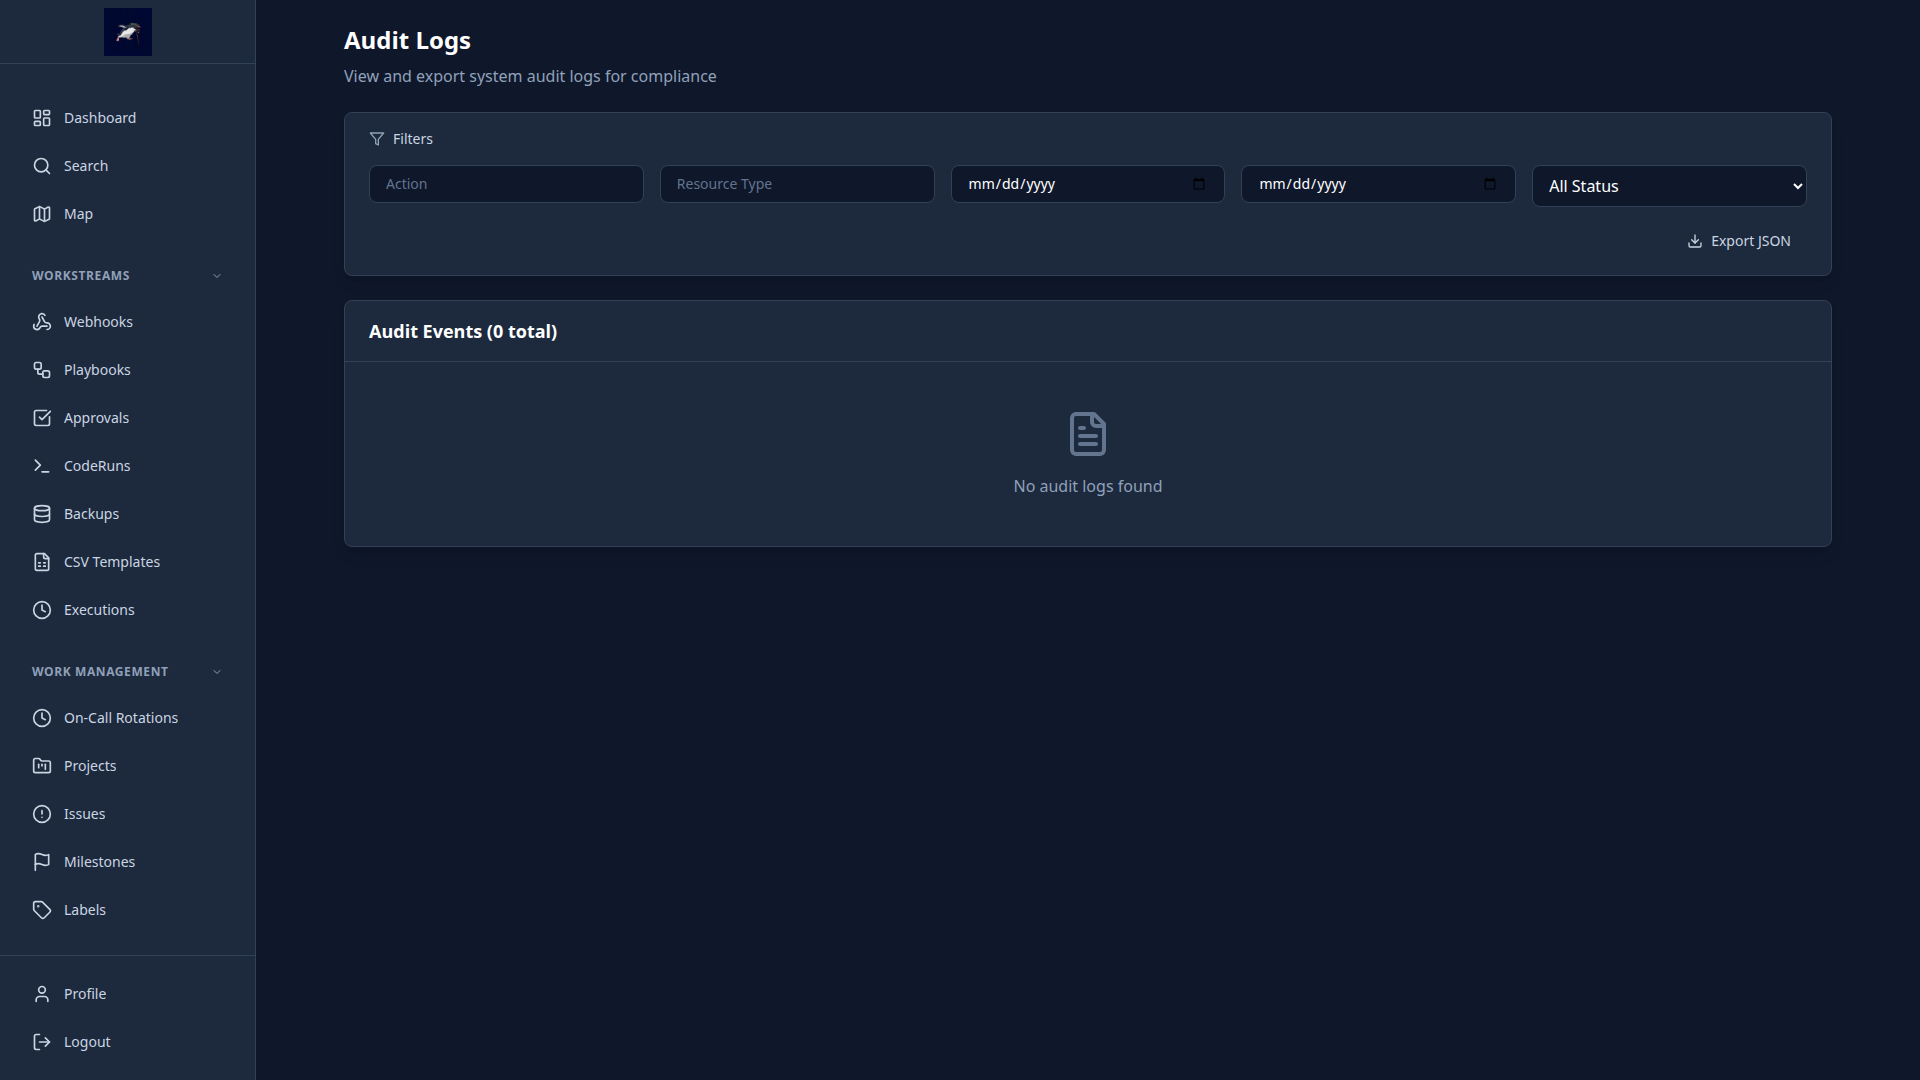 Dashboard
Search
Map
WORKSTREAMS
Webhooks
Playbooks
Approvals
CodeRuns
Backups
CSV Templates
Executions
WORK MANAGEMENT
On-Call Rotations
Projects
Issues
Milestones
Labels
Profile
Logout
Audit Logs
View and export system audit logs for compliance
Filters
Action
Resource Type
mm/dd/yyyy
mm/dd/yyyy
All Status
Export JSON
Audit Events (0 total)
No audit logs found